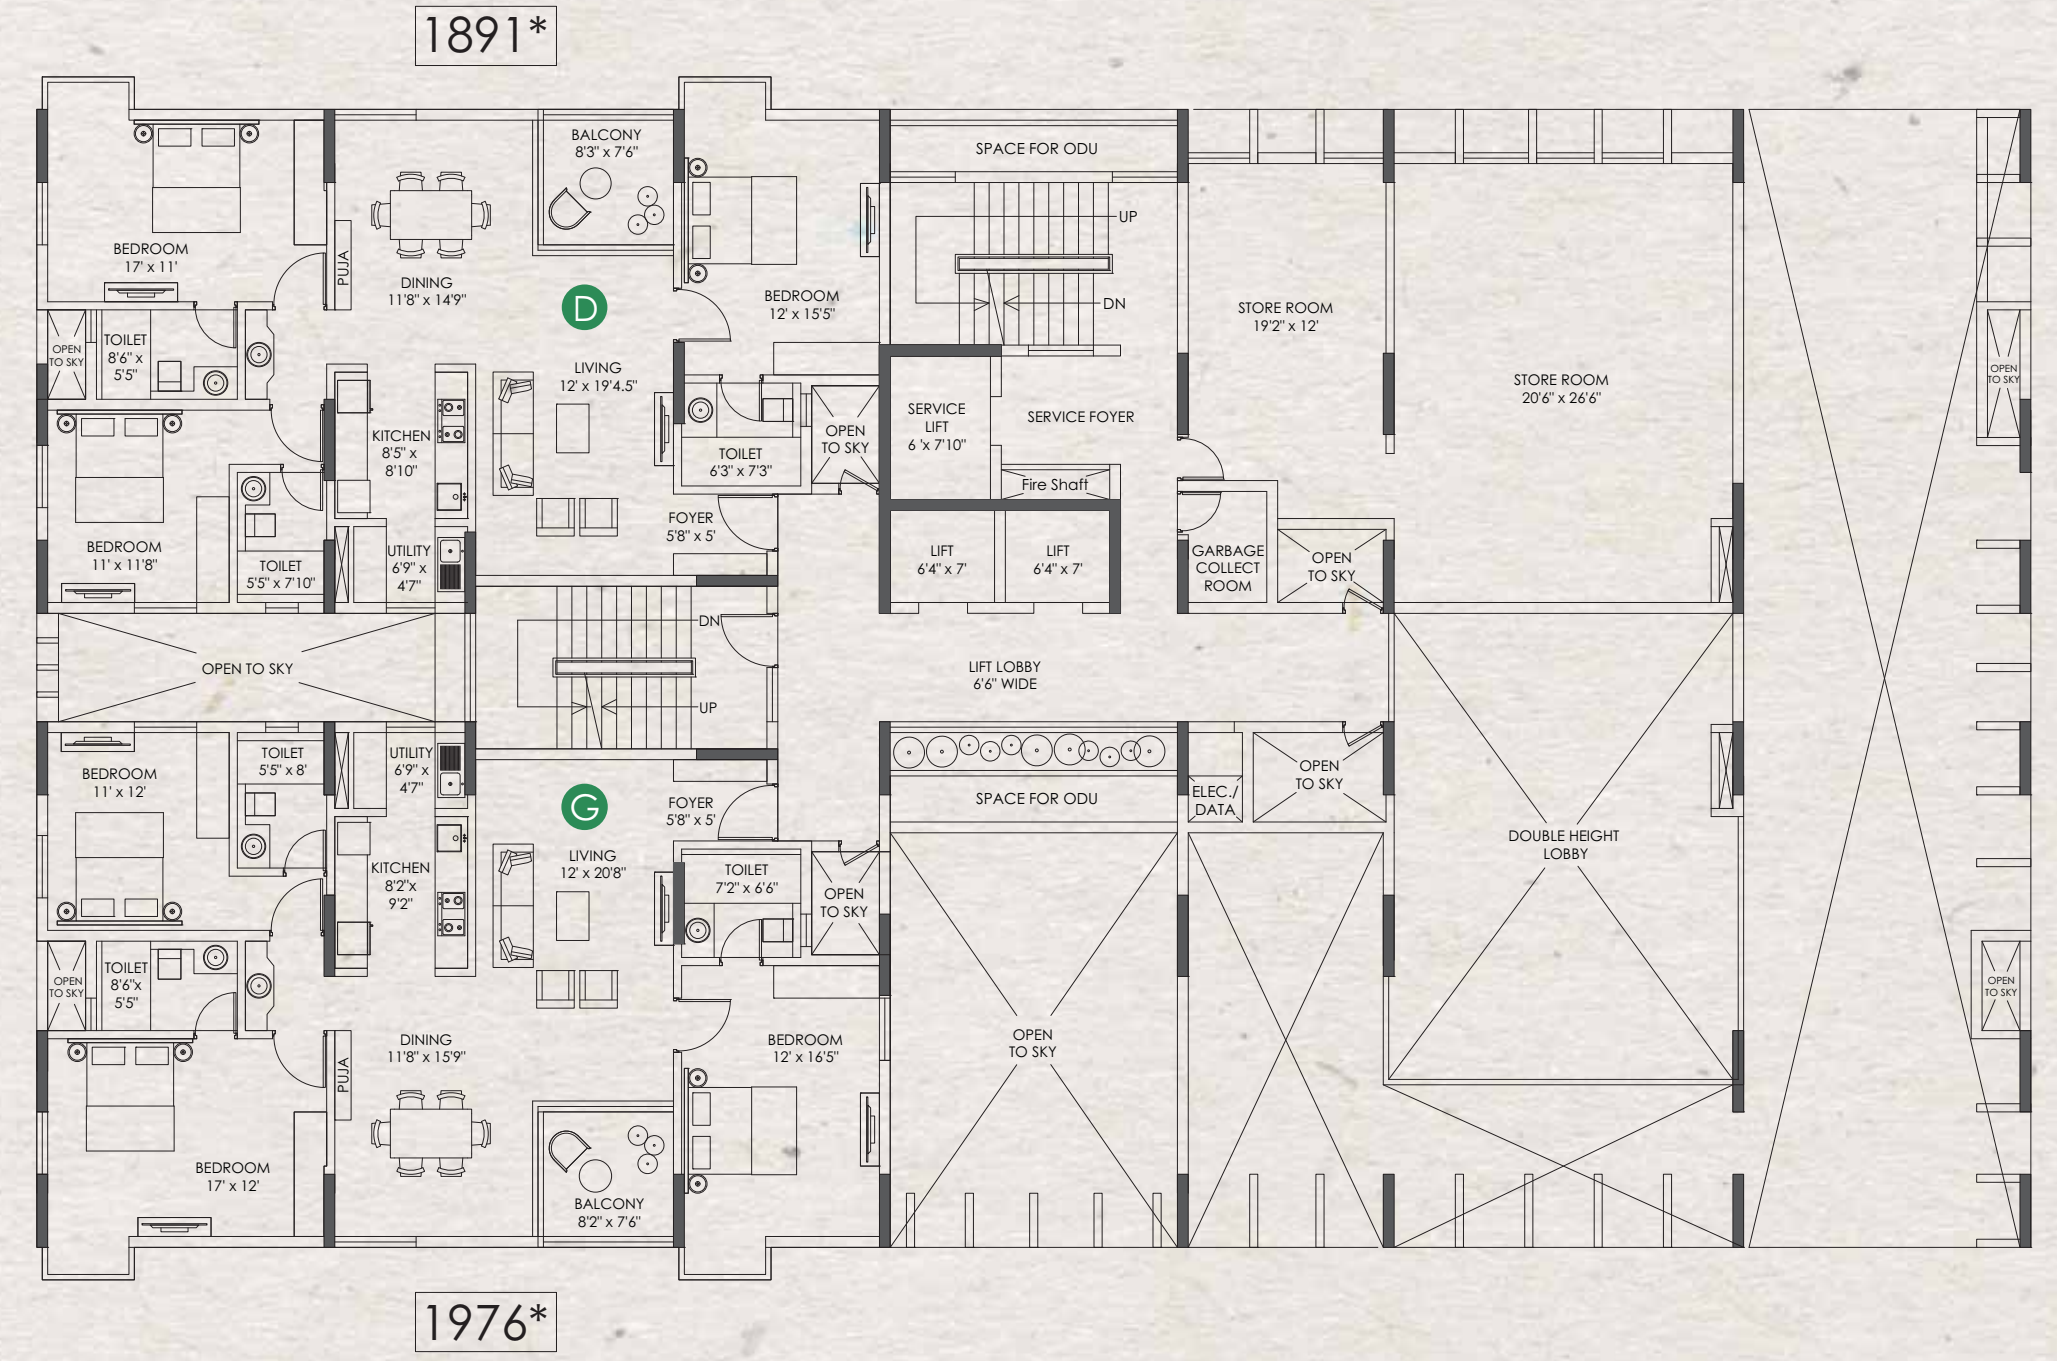 1891*
BALCONY
8'3" x 7'6"
SPACE FOR ODU
UP
DN
BEDROOM
17' x 11'
PUJA
DINING
11'8" x 14'9"
D
BEDROOM
12' x 15'5"
STORE ROOM
19'2" x 12'
STORE ROOM
20'6" x 26'6"
OPEN
TO SKY
TOILET
8'6" x
5'5"
LIVING
12' x 19'4.5"
OPEN
TO SKY
SERVICE
LIFT
6 'x 7'10"
SERVICE FOYER
KITCHEN
8'5" x
8'10"
TOILET
6'3" x 7'3"
OPEN
TO SKY
Fire Shaft
FOYER
5'8" x 5'
BEDROOM
11' x 11'8"
TOILET
5'5" x 7'10"
UTILITY
6'9" x
4'7"
LIFT
6'4" x 7'
LIFT
6'4" x 7'
GARBAGE
COLLECT
ROOM
OPEN
TO SKY
DN
UP
OPEN TO SKY
LIFT LOBBY
6'6" WIDE
BEDROOM
11' x 12'
TOILET
5'5" x 8'
UTILITY
6'9" x
4'7"
G
FOYER
5'8" x 5'
SPACE FOR ODU
ELEC./
DATA
OPEN
TO SKY
DOUBLE HEIGHT
LOBBY
KITCHEN
8'2"x
9'2"
LIVING
12' x 20'8"
TOILET
7'2" x 6'6"
OPEN
TO SKY
OPEN
TO SKY
TOILET
8'6"x
5'5"
OPEN
TO SKY
DINING
11'8" x 15'9"
PUJA
BEDROOM
12' x 16'5"
OPEN
TO SKY
BEDROOM
17' x 12'
BALCONY
8'2" x 7'6"
1976*